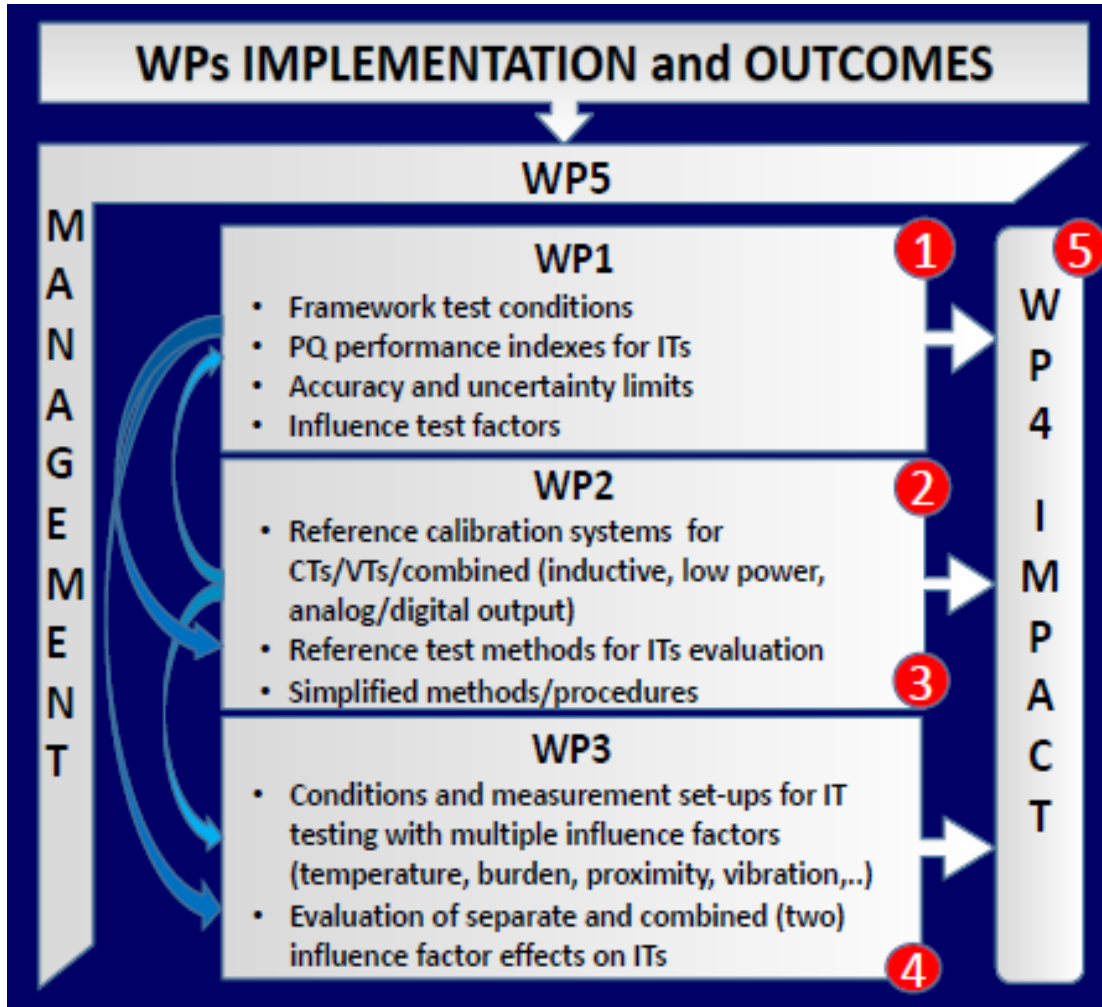 WPs IMPLEMENTATION and OUTCOMES
WP5
MANAGEMENT
WP1
1
• Framework test conditions
• PQ performance indexes for ITs
• Accuracy and uncertainty limits
• Influence test factors
WP2
2
• Reference calibration systems for
CTs/VTs/combined (inductive, low power,
analog/digital output)
• Reference test methods for ITs evaluation
• Simplified methods/procedures
3
WP3
• Conditions and measurement set-ups for IT
testing with multiple influence factors
(temperature, burden, proximity, vibration,..)
• Evaluation of separate and combined (two)
influence factor effects on ITs
4
5
WP4 IMPACT